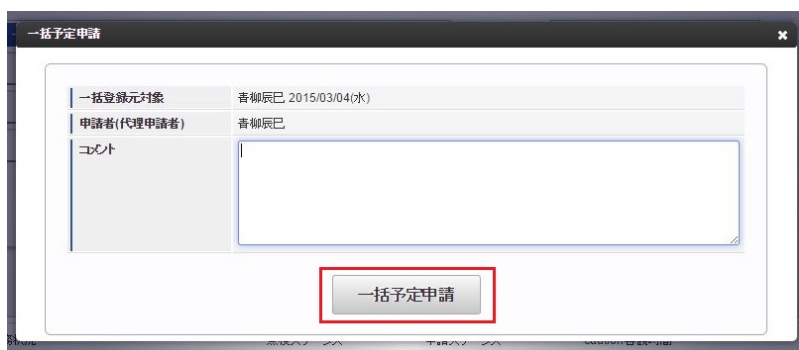 一括予定申請
一括登録元対象 青柳辰巳 2015/03/04(水)
申請者(代理申請者) 青柳辰巳
コメント
一括予定申請